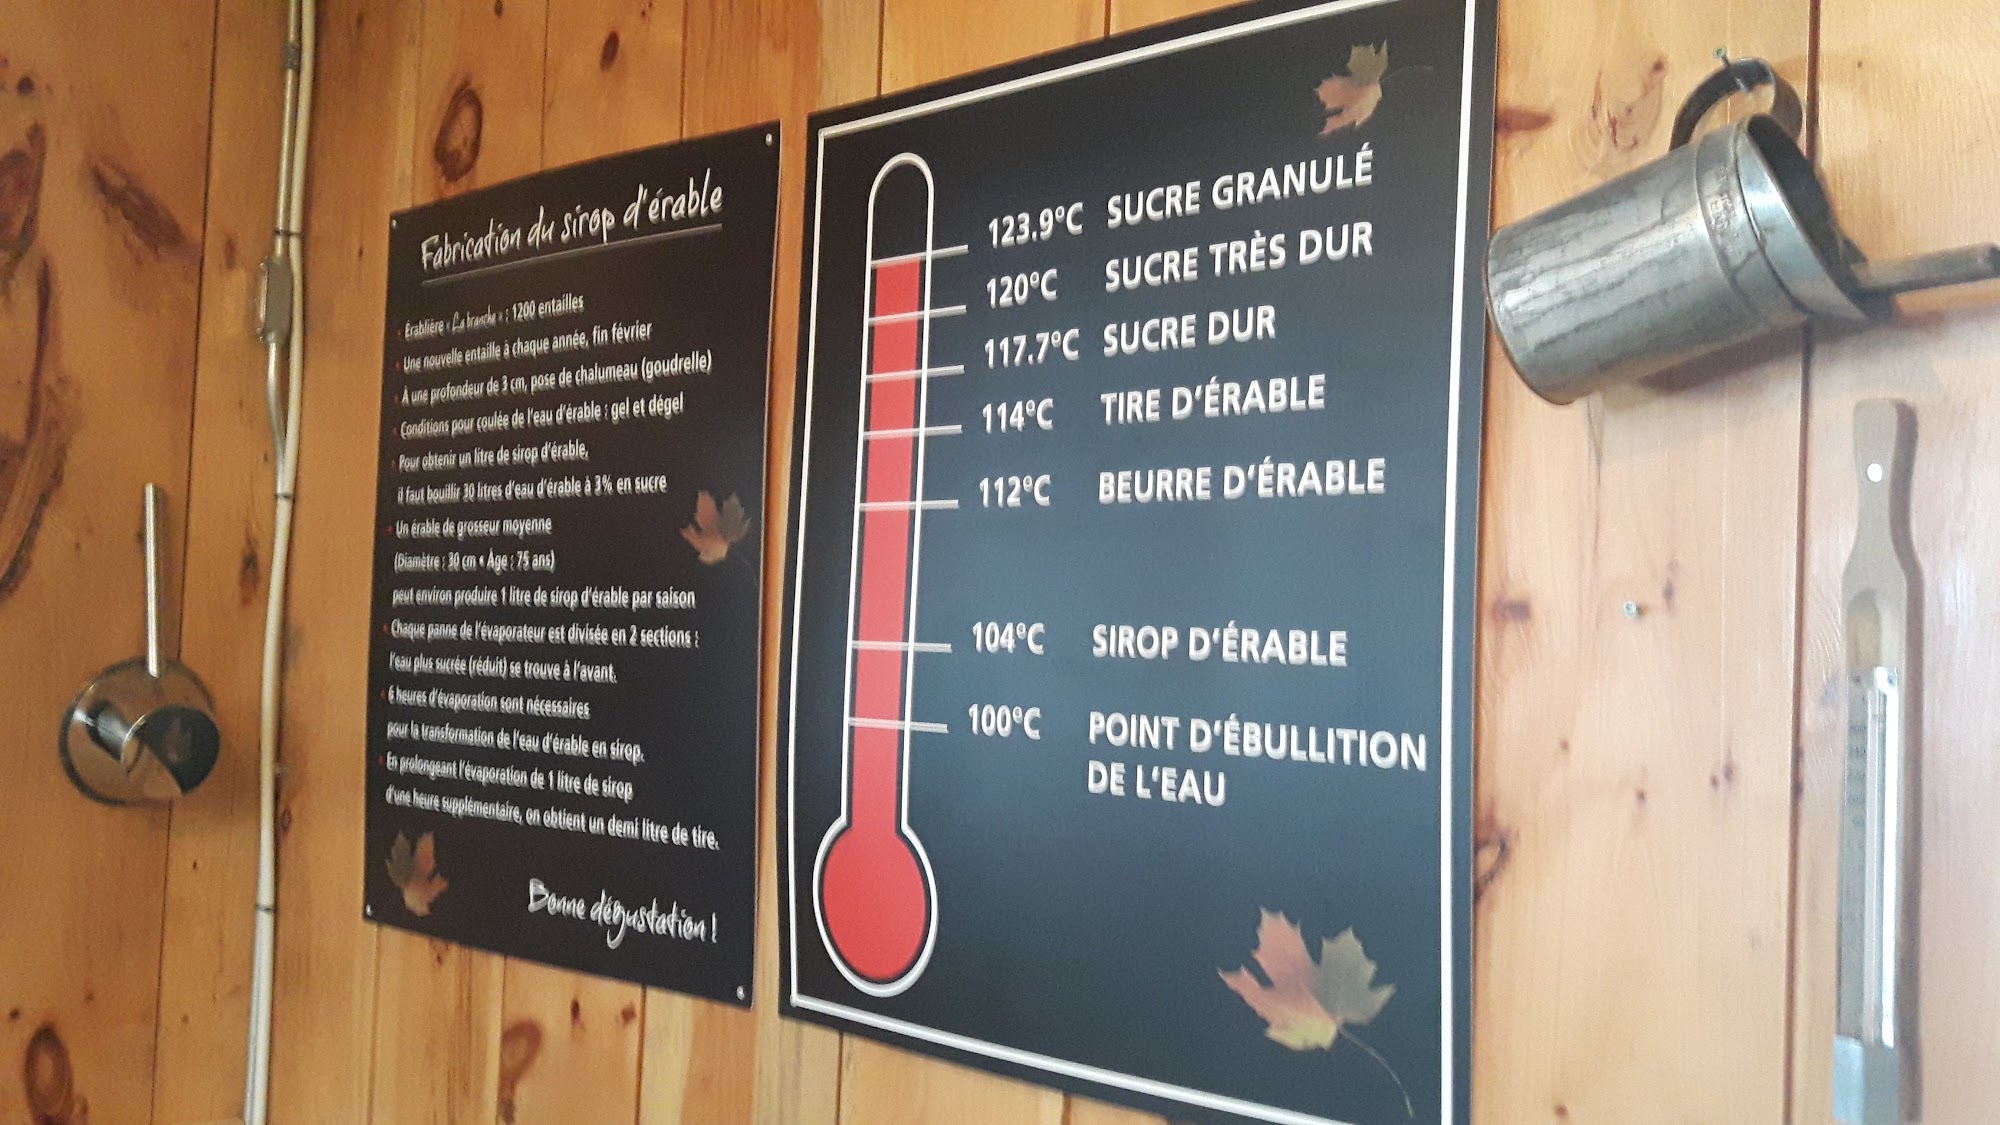 Fabrication du sirop d'érable
Érablière « La branche » : 1200 entailles
Une nouvelle entaille à chaque année, fin février
À une profondeur de 3 cm, pose de chalumeau (goudrelle)
Conditions pour coulée de l'eau d'érable : gel et dégel
Pour obtenir un litre de sirop d'érable,
il faut bouillir 30 litres d'eau d'érable à 3% en sucre
Un érable de grosseur moyenne
(Diamètre : 30 cm • Âge : 75 ans)
peut environ produire 1 litre de sirop d'érable par saison
Chaque panne de l'évaporateur est divisée en 2 sections :
l'eau plus sucrée (réduit) se trouve à l'avant.
6 heures d'évaporation sont nécessaires
pour la transformation de l'eau d'érable en sirop.
En prolongeant l'évaporation de 1 litre de sirop
d'une heure supplémentaire, on obtient un demi litre de tire.
Bonne dégustation !
123.9°C SUCRE GRANULÉ
120°C SUCRE TRÈS DUR
117.7°C SUCRE DUR
114°C TIRE D'ÉRABLE
112°C BEURRE D'ÉRABLE
104°C SIROP D'ÉRABLE
100°C POINT D'ÉBULLITION
DE L'EAU